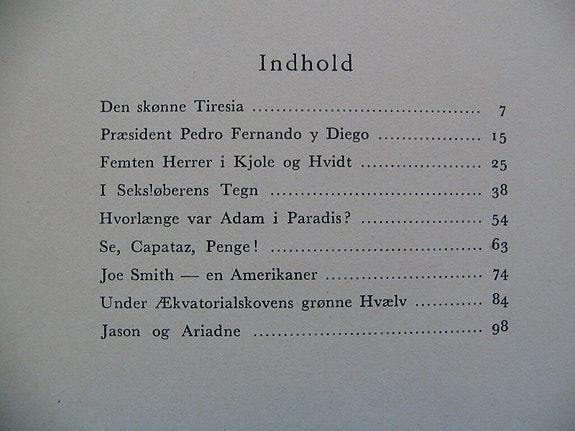 Indhold
Den skønne Tiresia ........................................ 7
Præsident Pedro Fernando y Diego .................. 15
Femten Herrer i Kjole og Hvidt ..................... 25
I Seks!øberens Tegn ..................................... 38
Hvorlænge var Adam i Paradis? ..................... 54
Se, Capataz, Penge! ..................................... 63
Joe Smith — en Amerikaner ............................ 74
Under Ækvatorialskovens grønne Hvælv ............ 84
Jason og Ariadne ........................................ 98